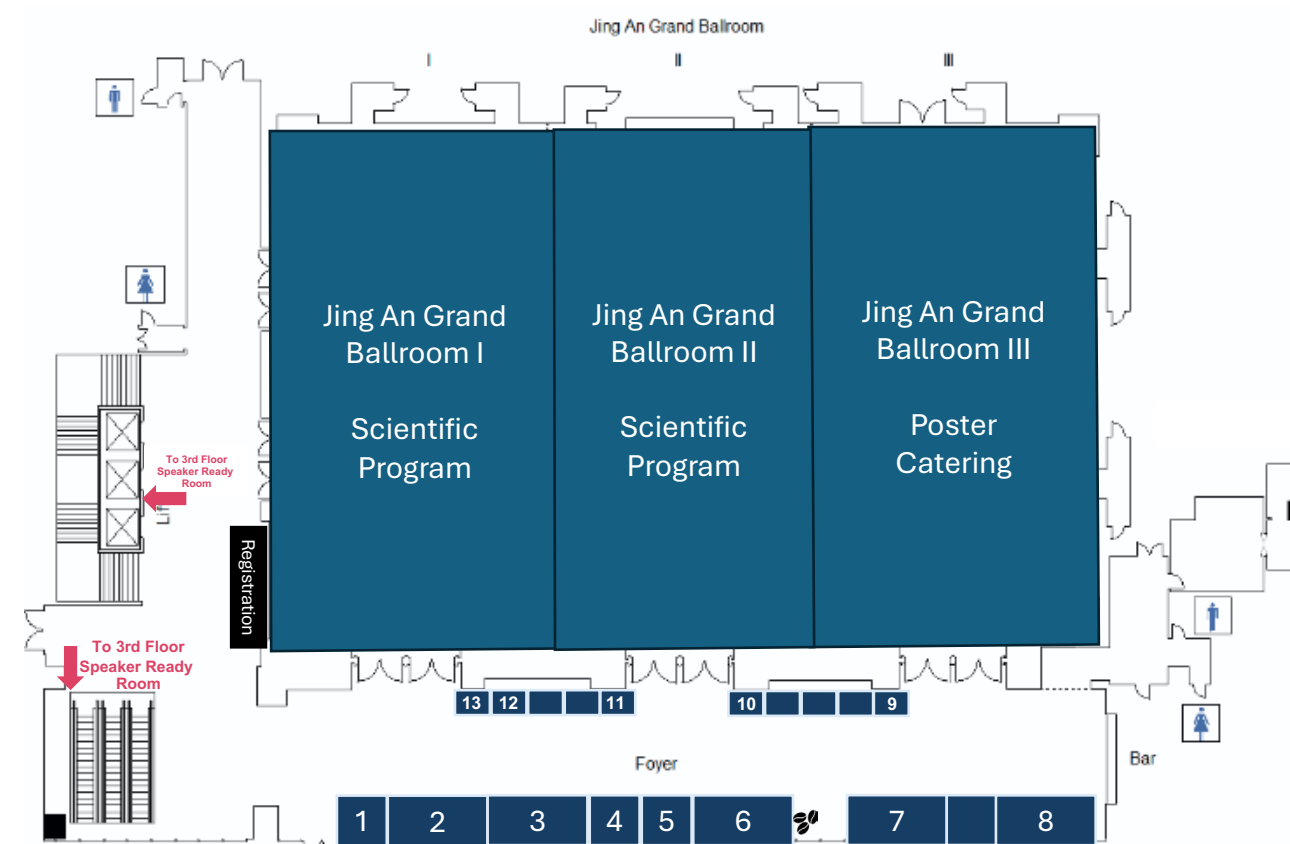 Jing An Grand Ballroom
I
II
III
Jing An Grand
Ballroom I
Scientific
Program
Jing An Grand
Ballroom II
Scientific
Program
Jing An Grand
Ballroom III
Poster
Catering
To 3rd Floor
Speaker Ready
Room
Registration
To 3rd Floor
Speaker Ready
Room
13 12 11
10 9
Foyer
Bar
1 2 3 4 5 6 7 8